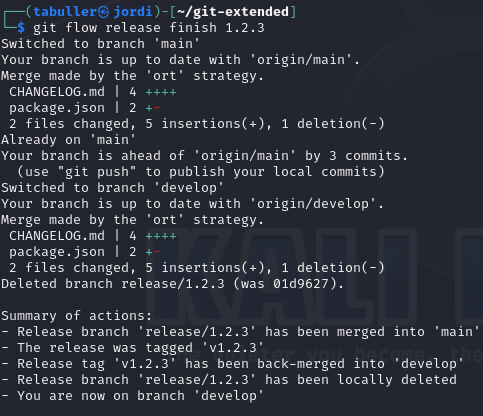 ┌──(tabuller㉿jordi)-[~/git-extended]
└─$ git flow release finish 1.2.3
Switched to branch 'main'
Your branch is up to date with 'origin/main'.
Merge made by the 'ort' strategy.
 CHANGELOG.md | 4 ++++
 package.json | 2 +-
 2 files changed, 5 insertions(+), 1 deletion(-)
Already on 'main'
Your branch is ahead of 'origin/main' by 3 commits.
  (use "git push" to publish your local commits)
Switched to branch 'develop'
Your branch is up to date with 'origin/develop'.
Merge made by the 'ort' strategy.
 CHANGELOG.md | 4 ++++
 package.json | 2 +-
 2 files changed, 5 insertions(+), 1 deletion(-)
Deleted branch release/1.2.3 (was 01d9627).

Summary of actions:
- Release branch 'release/1.2.3' has been merged into 'main'
- The release was tagged 'v1.2.3'
- Release tag 'v1.2.3' has been back-merged into 'develop'
- Release branch 'release/1.2.3' has been locally deleted
- You are now on branch 'develop'
KALI